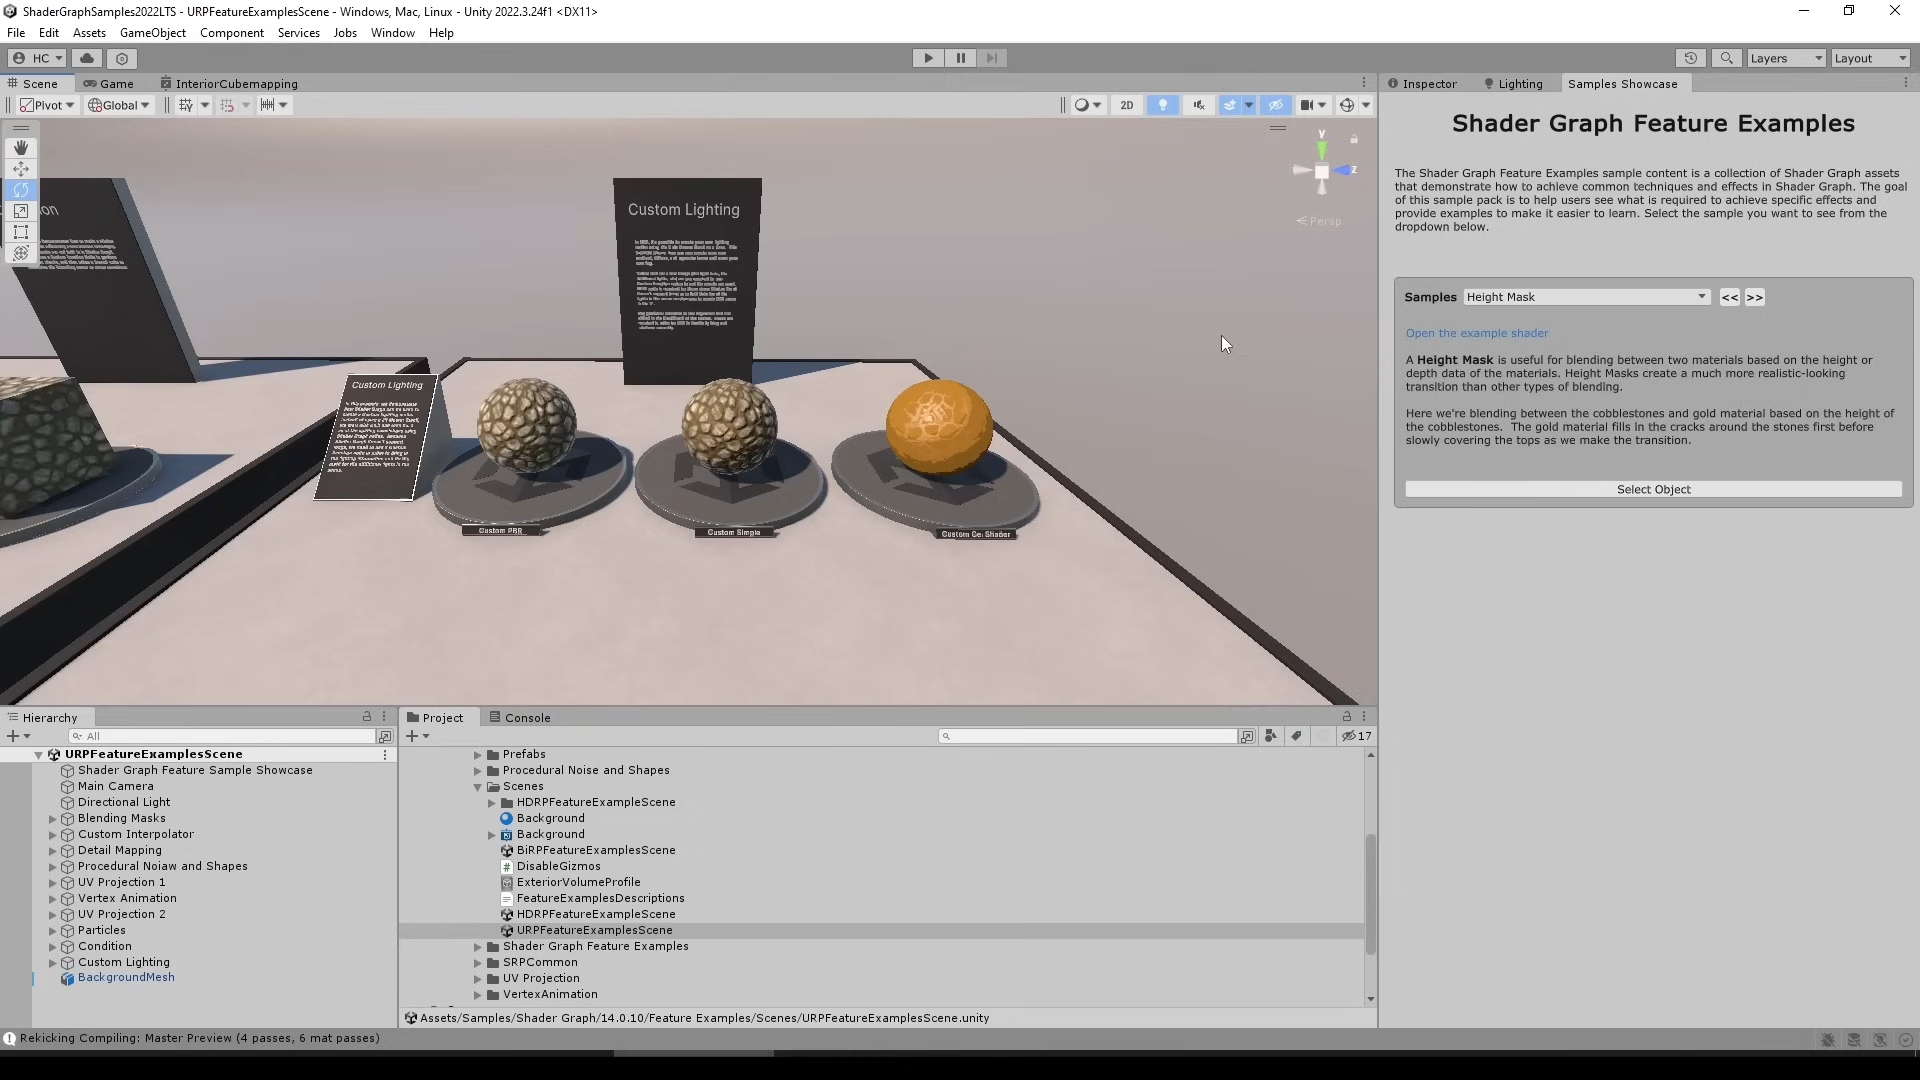 ShaderGraphSamples2022LTS - URPFeatureExamplesScene - Windows, Mac, Linux - Unity 2022.3.24f1 <DX11>
File Edit Assets GameObject Component Services Jobs Window Help
HC Layers Layout
Scene Game InteriorCubemapping
Pivot Global 2D
y
z
Persp
Custom Lighting
Custom Lighting
Custom PBR Custom Simple Custom Cel Shader
Inspector Lighting Samples Showcase
Shader Graph Feature Examples
The Shader Graph Feature Examples sample content is a collection of Shader Graph assets
that demonstrate how to achieve common techniques and effects in Shader Graph. The goal
of this sample pack is to help users see what is required to achieve specific effects and
provide examples to make it easier to learn. Select the sample you want to see from the
dropdown below.
Samples Height Mask << >>
Open the example shader
A Height Mask is useful for blending between two materials based on the height or
depth data of the materials. Height Masks create a much more realistic-looking
transition than other types of blending.
Here we're blending between the cobblestones and gold material based on the height of
the cobblestones. The gold material fills in the cracks around the stones first before
slowly covering the tops as we make the transition.
Select Object
Hierarchy
All
URPFeatureExamplesScene
Shader Graph Feature Sample Showcase
Main Camera
Directional Light
Blending Masks
Custom Interpolator
Detail Mapping
Procedural Noiaw and Shapes
UV Projection 1
Vertex Animation
UV Projection 2
Particles
Condition
Custom Lighting
BackgroundMesh
Project Console
17
Prefabs
Procedural Noise and Shapes
Scenes
HDRPFeatureExampleScene
Background
Background
BiRPFeatureExamplesScene
DisableGizmos
ExteriorVolumeProfile
FeatureExamplesDescriptions
HDRPFeatureExampleScene
URPFeatureExamplesScene
Shader Graph Feature Examples
SRPCommon
UV Projection
VertexAnimation
Assets/Samples/Shader Graph/14.0.10/Feature Examples/Scenes/URPFeatureExamplesScene.unity
Rekicking Compiling: Master Preview (4 passes, 6 mat passes)